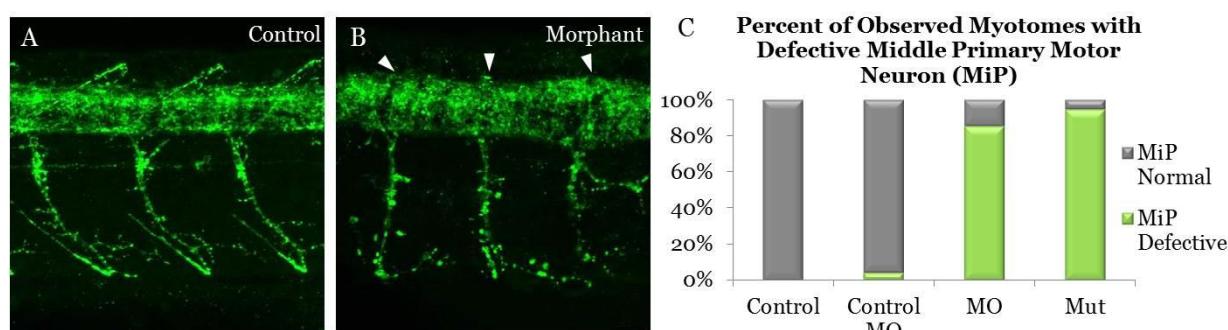 A
Control
B
Morphant
C
Percent of Observed Myotomes with
Defective Middle Primary Motor
Neuron (MiP)
100%
80%
60%
40%
20%
0%
Control
Control
MO
MO
Mut
MiP
Normal
MiP
Defective